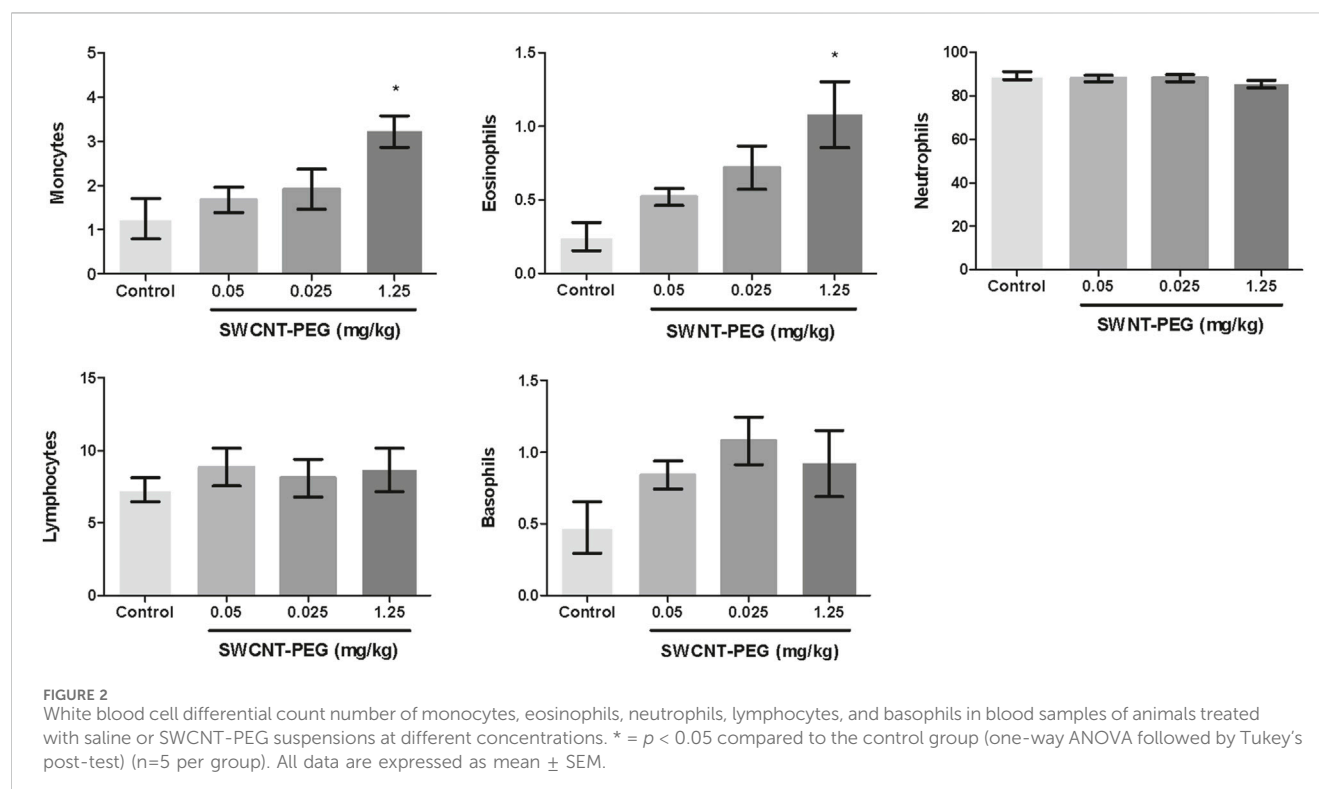 5
4
3
2
1
0
Moncytes
*
Control 0.05 0.025 1.25
SWCNT-PEG (mg/kg)
1.5
1.0
0.5
0.0
Eosinophils
*
Control 0.05 0.025 1.25
SWNT-PEG (mg/kg)
100
80
60
40
20
0
Neutrophils
Control 0.05 0.025 1.25
SWNT-PEG (mg/kg)
15
10
5
0
Lymphocytes
Control 0.05 0.025 1.25
SWCNT-PEG (mg/kg)
1.5
1.0
0.5
0.0
Basophils
Control 0.05 0.025 1.25
SWCNT-PEG (mg/kg)
FIGURE 2
White blood cell differential count number of monocytes, eosinophils, neutrophils, lymphocytes, and basophils in blood samples of animals treated
with saline or SWCNT-PEG suspensions at different concentrations. * = p < 0.05 compared to the control group (one-way ANOVA followed by Tukey's
post-test) (n=5 per group). All data are expressed as mean ± SEM.